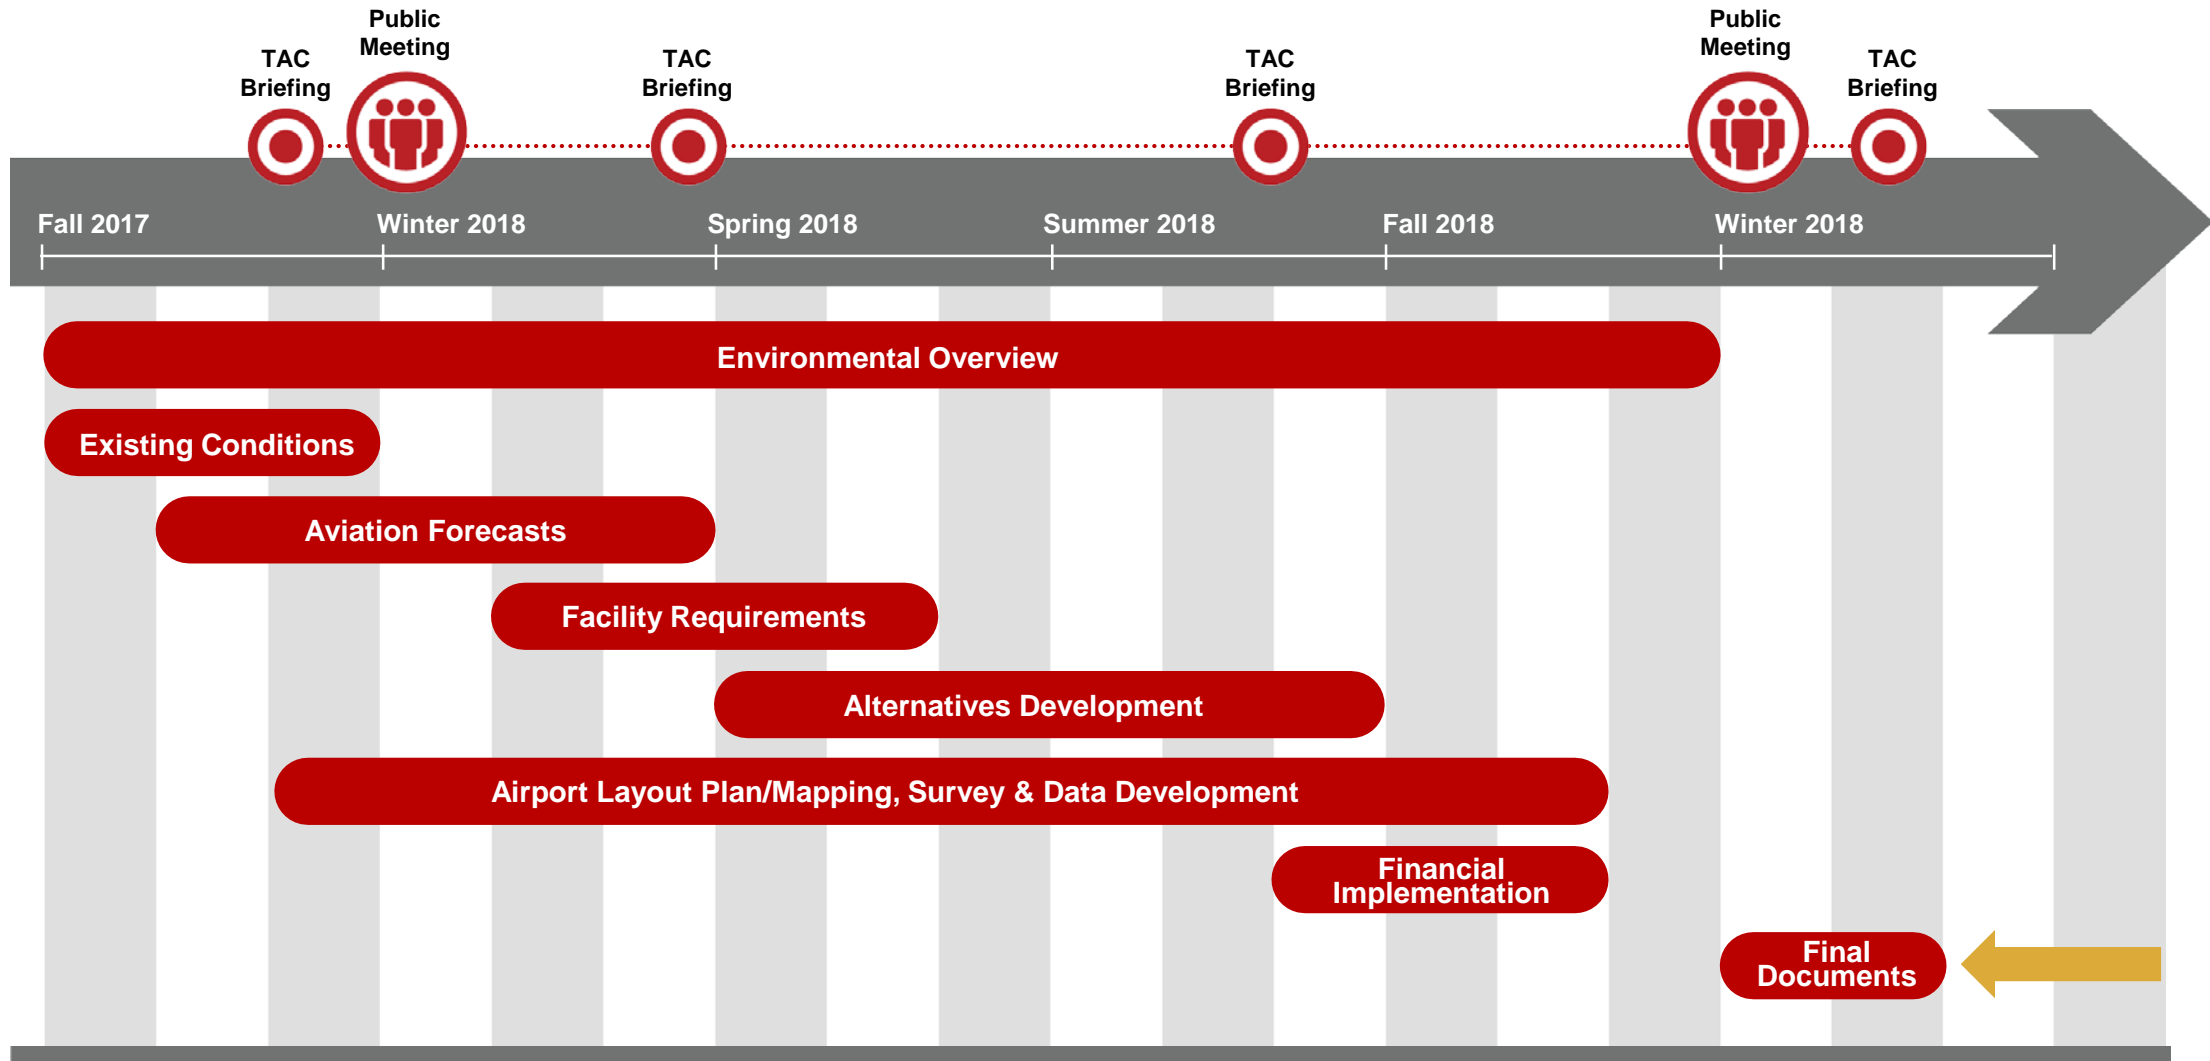 Public
Meeting
TAC
Briefing
TAC
Briefing
TAC
Briefing
Public
Meeting
TAC
Briefing
Fall 2017
Winter 2018
Spring 2018
Summer 2018
Fall 2018
Winter 2018
Environmental Overview
Existing Conditions
Aviation Forecasts
Facility Requirements
Alternatives Development
Airport Layout Plan/Mapping, Survey & Data Development
Financial
Implementation
Final
Documents